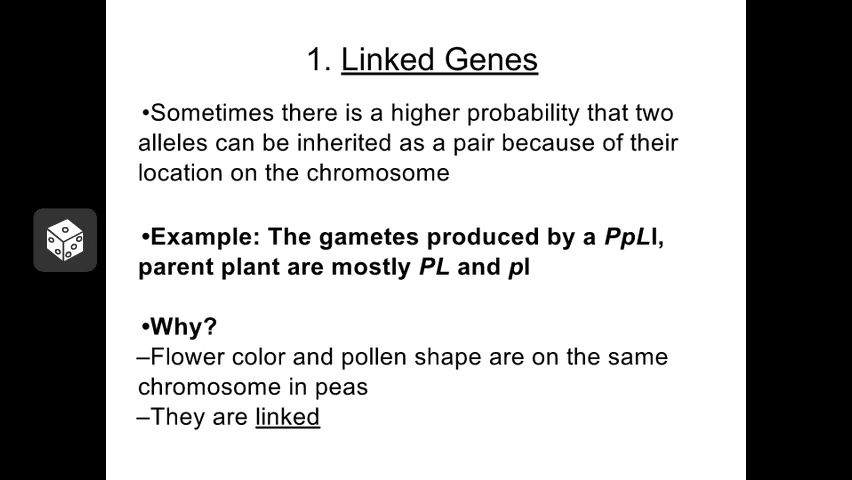 1. Linked Genes
•Sometimes there is a higher probability that two
alleles can be inherited as a pair because of their
location on the chromosome
•Example: The gametes produced by a PpLl,
parent plant are mostly PL and pl
•Why?
–Flower color and pollen shape are on the same
chromosome in peas
–They are linked